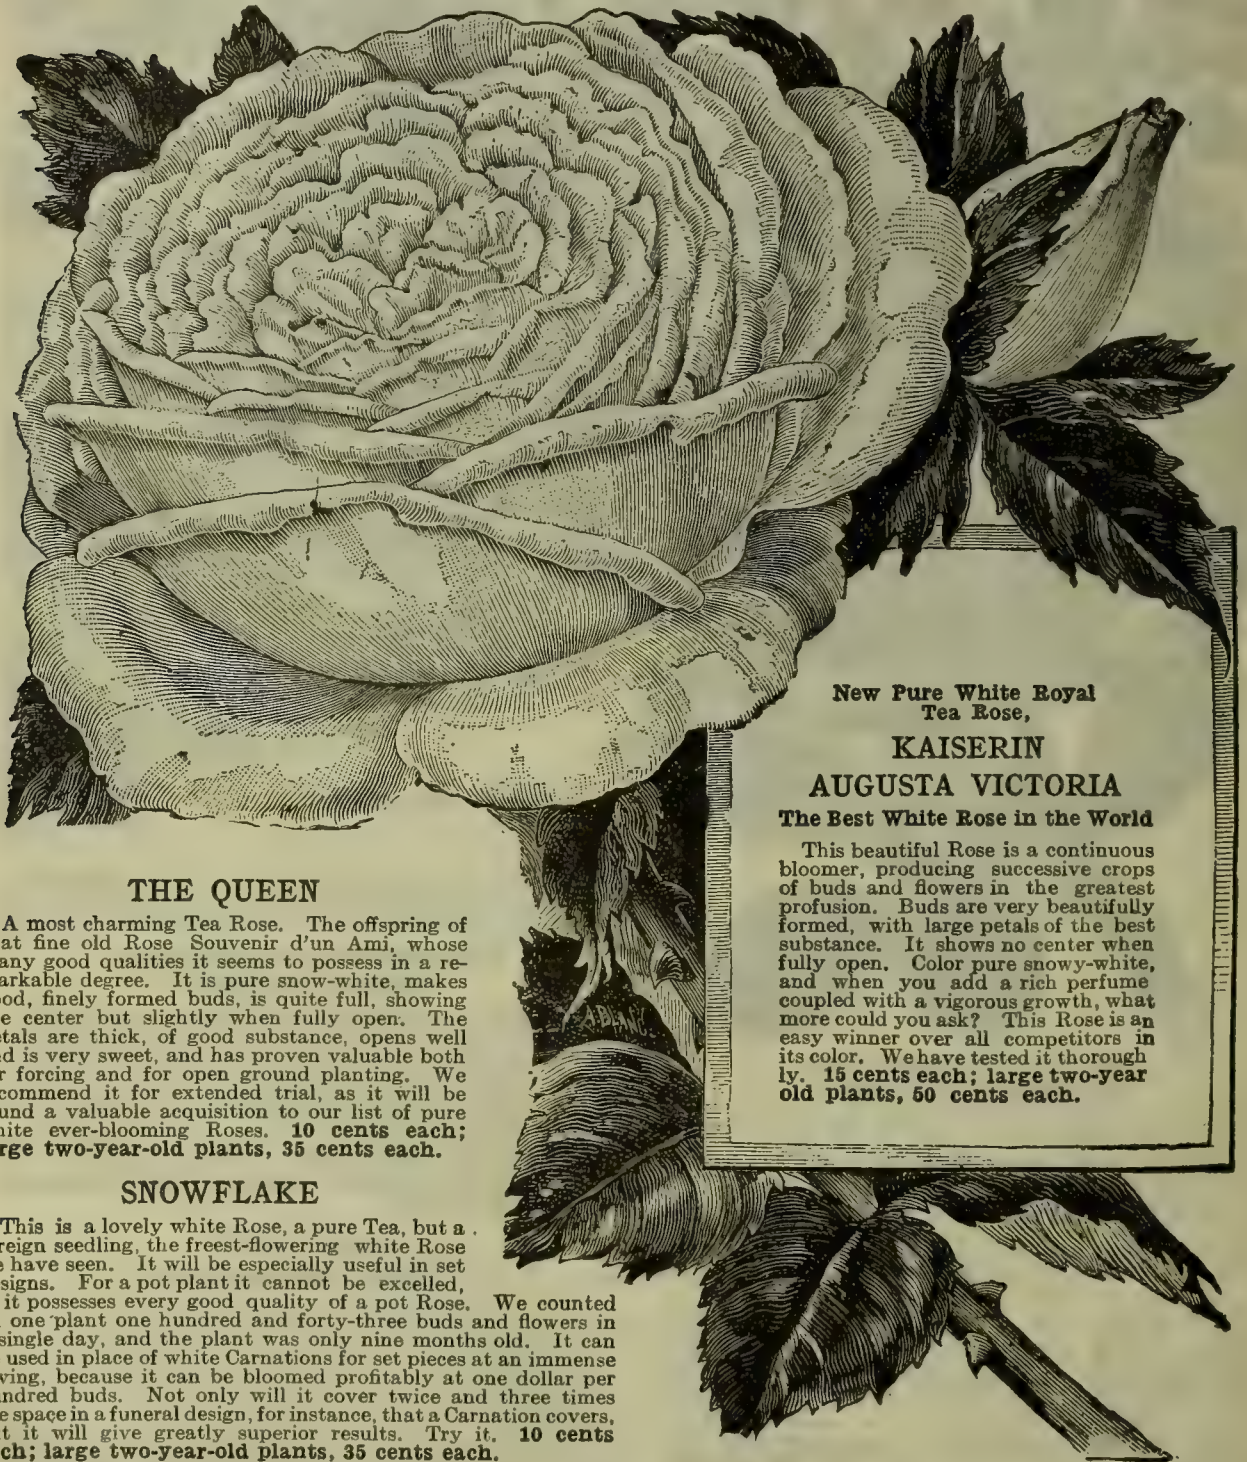 New Pure White Royal
Tea Rose,
KAISERIN
AUGUSTA VICTORIA
The Best White Rose in the World
This beautiful Rose is a continuous
bloomer, producing successive crops
of buds and flowers in the greatest
profusion. Buds are very beautifully
formed, with large petals of the best
substance. It shows no center when
fully open. Color pure snowy-white,
and when you add a rich perfume
coupled with a vigorous growth, what
more could you ask? This Rose is an
easy winner over all competitors in
its color. We have tested it thorough
ly. 15 cents each; large two-year
old plants, 50 cents each.
THE QUEEN
A most charming Tea Rose. The offspring of
at fine old Rose Souvenir d'un Ami, whose
any good qualities it seems to possess in a re-
arkable degree. It is pure snow-white, makes
od, finely formed buds, is quite full, showing
e center but slightly when fully open. The
etals are thick, of good substance, opens well
d is very sweet, and has proven valuable both
r forcing and for open ground planting. We
commend it for extended trial, as it will be
und a valuable acquisition to our list of pure
hite ever-blooming Roses. 10 cents each;
rge two-year-old plants, 35 cents each.
A. BLANC
SNOWFLAKE
This is a lovely white Rose, a pure Tea, but a
reign seedling, the freest-flowering white Rose
e have seen. It will be especially useful in set
signs. For a pot plant it cannot be excelled,
it possesses every good quality of a pot Rose. We counted
one plant one hundred and forty-three buds and flowers in
single day, and the plant was only nine months old. It can
used in place of white Carnations for set pieces at an immense
ving, because it can be bloomed profitably at one dollar per
ndred buds. Not only will it cover twice and three times
e space in a funeral design, for instance, that a Carnation covers,
t it will give greatly superior results. Try it. 10 cents
ch; large two-year-old plants, 35 cents each.